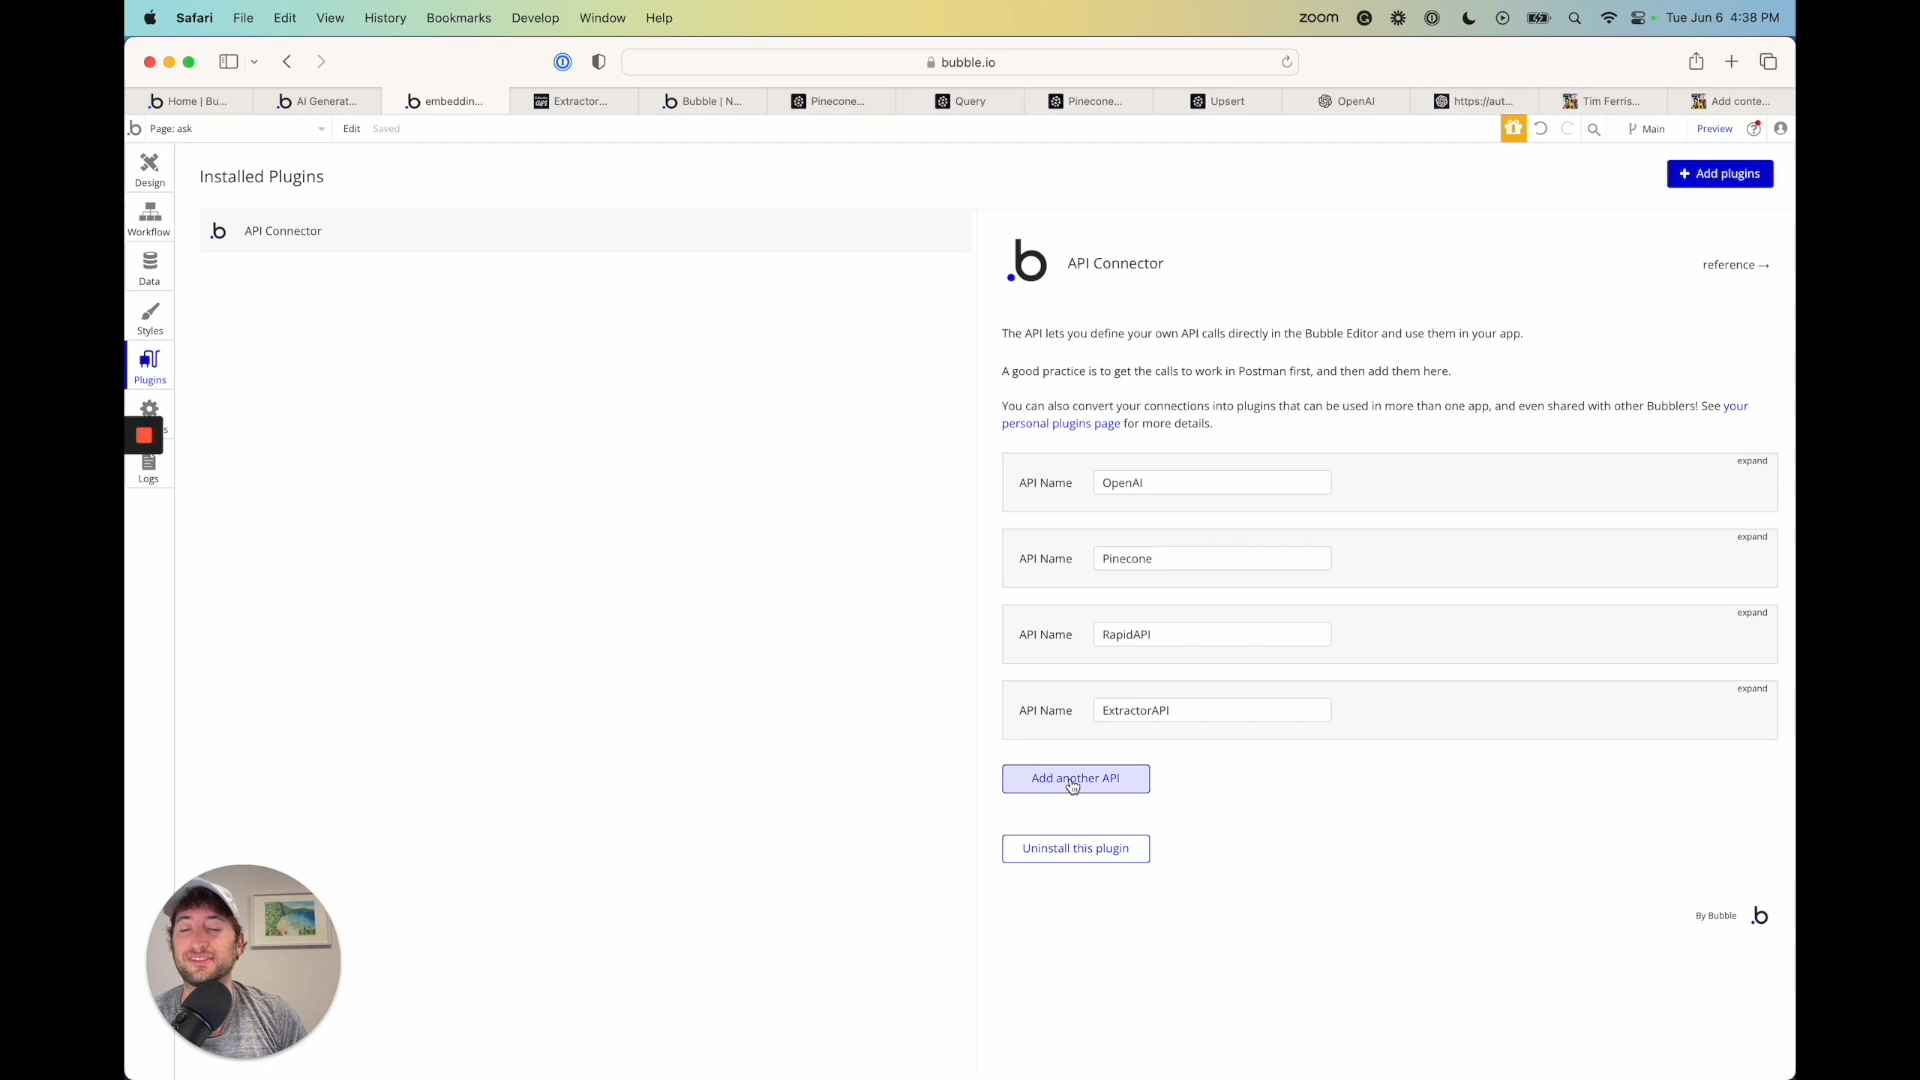 Safari File Edit View History Bookmarks Develop Window Help
zoom Tue Jun 6 4:38 PM
bubble.io
Home | Bu... AI Generat... embeddin... Extractor... Bubble | N... Pinecone... Query Pinecone... Upsert OpenAI https://aut... Tim Ferris... Add conte...
Page: ask Edit Saved Main Preview
Design
Workflow
Data
Styles
Plugins
Logs
Installed Plugins
+ Add plugins
API Connector
API Connector
reference →
The API lets you define your own API calls directly in the Bubble Editor and use them in your app.
A good practice is to get the calls to work in Postman first, and then add them here.
You can also convert your connections into plugins that can be used in more than one app, and even shared with other Bubblers! See your
personal plugins page for more details.
expand
API Name OpenAI
expand
API Name Pinecone
expand
API Name RapidAPI
expand
API Name ExtractorAPI
Add another API
Uninstall this plugin
By Bubble .b